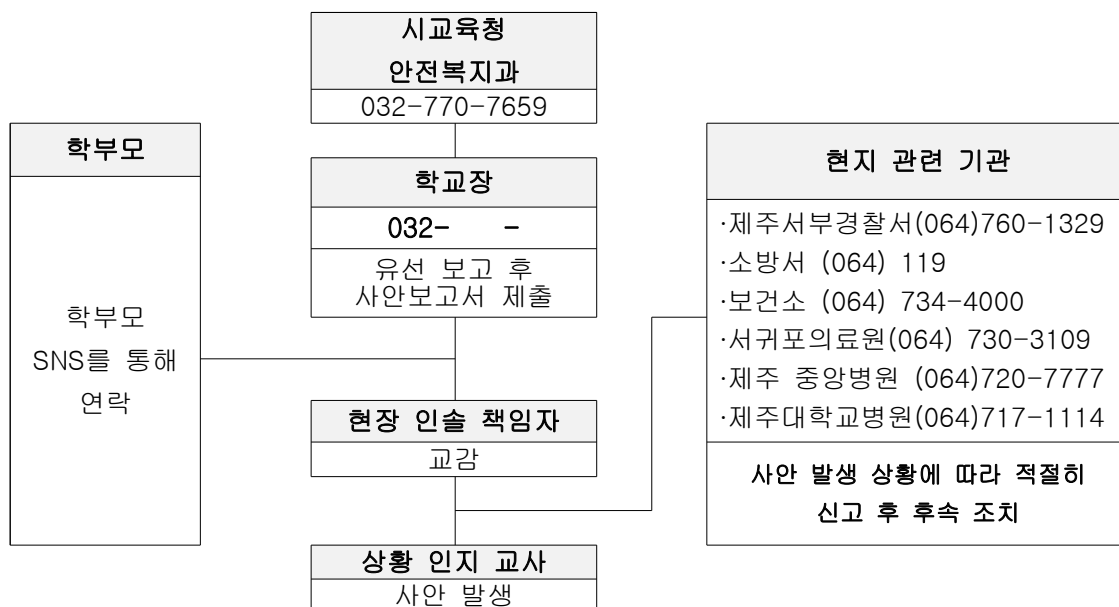 시교육청
안전복지과
032-770-7659
학부모
학부모
SNS를 통해
연락
학교장
032-    -
유선 보고 후
사안보고서 제출
현장 인솔 책임자
교감
상황 인지 교사
사안 발생
현지 관련 기관
·제주서부경찰서(064)760-1329
·소방서 (064) 119
·보건소 (064) 734-4000
·서귀포의료원(064) 730-3109
·제주 중앙병원 (064)720-7777
·제주대학교병원(064)717-1114
사안 발생 상황에 따라 적절히
신고 후 후속 조치